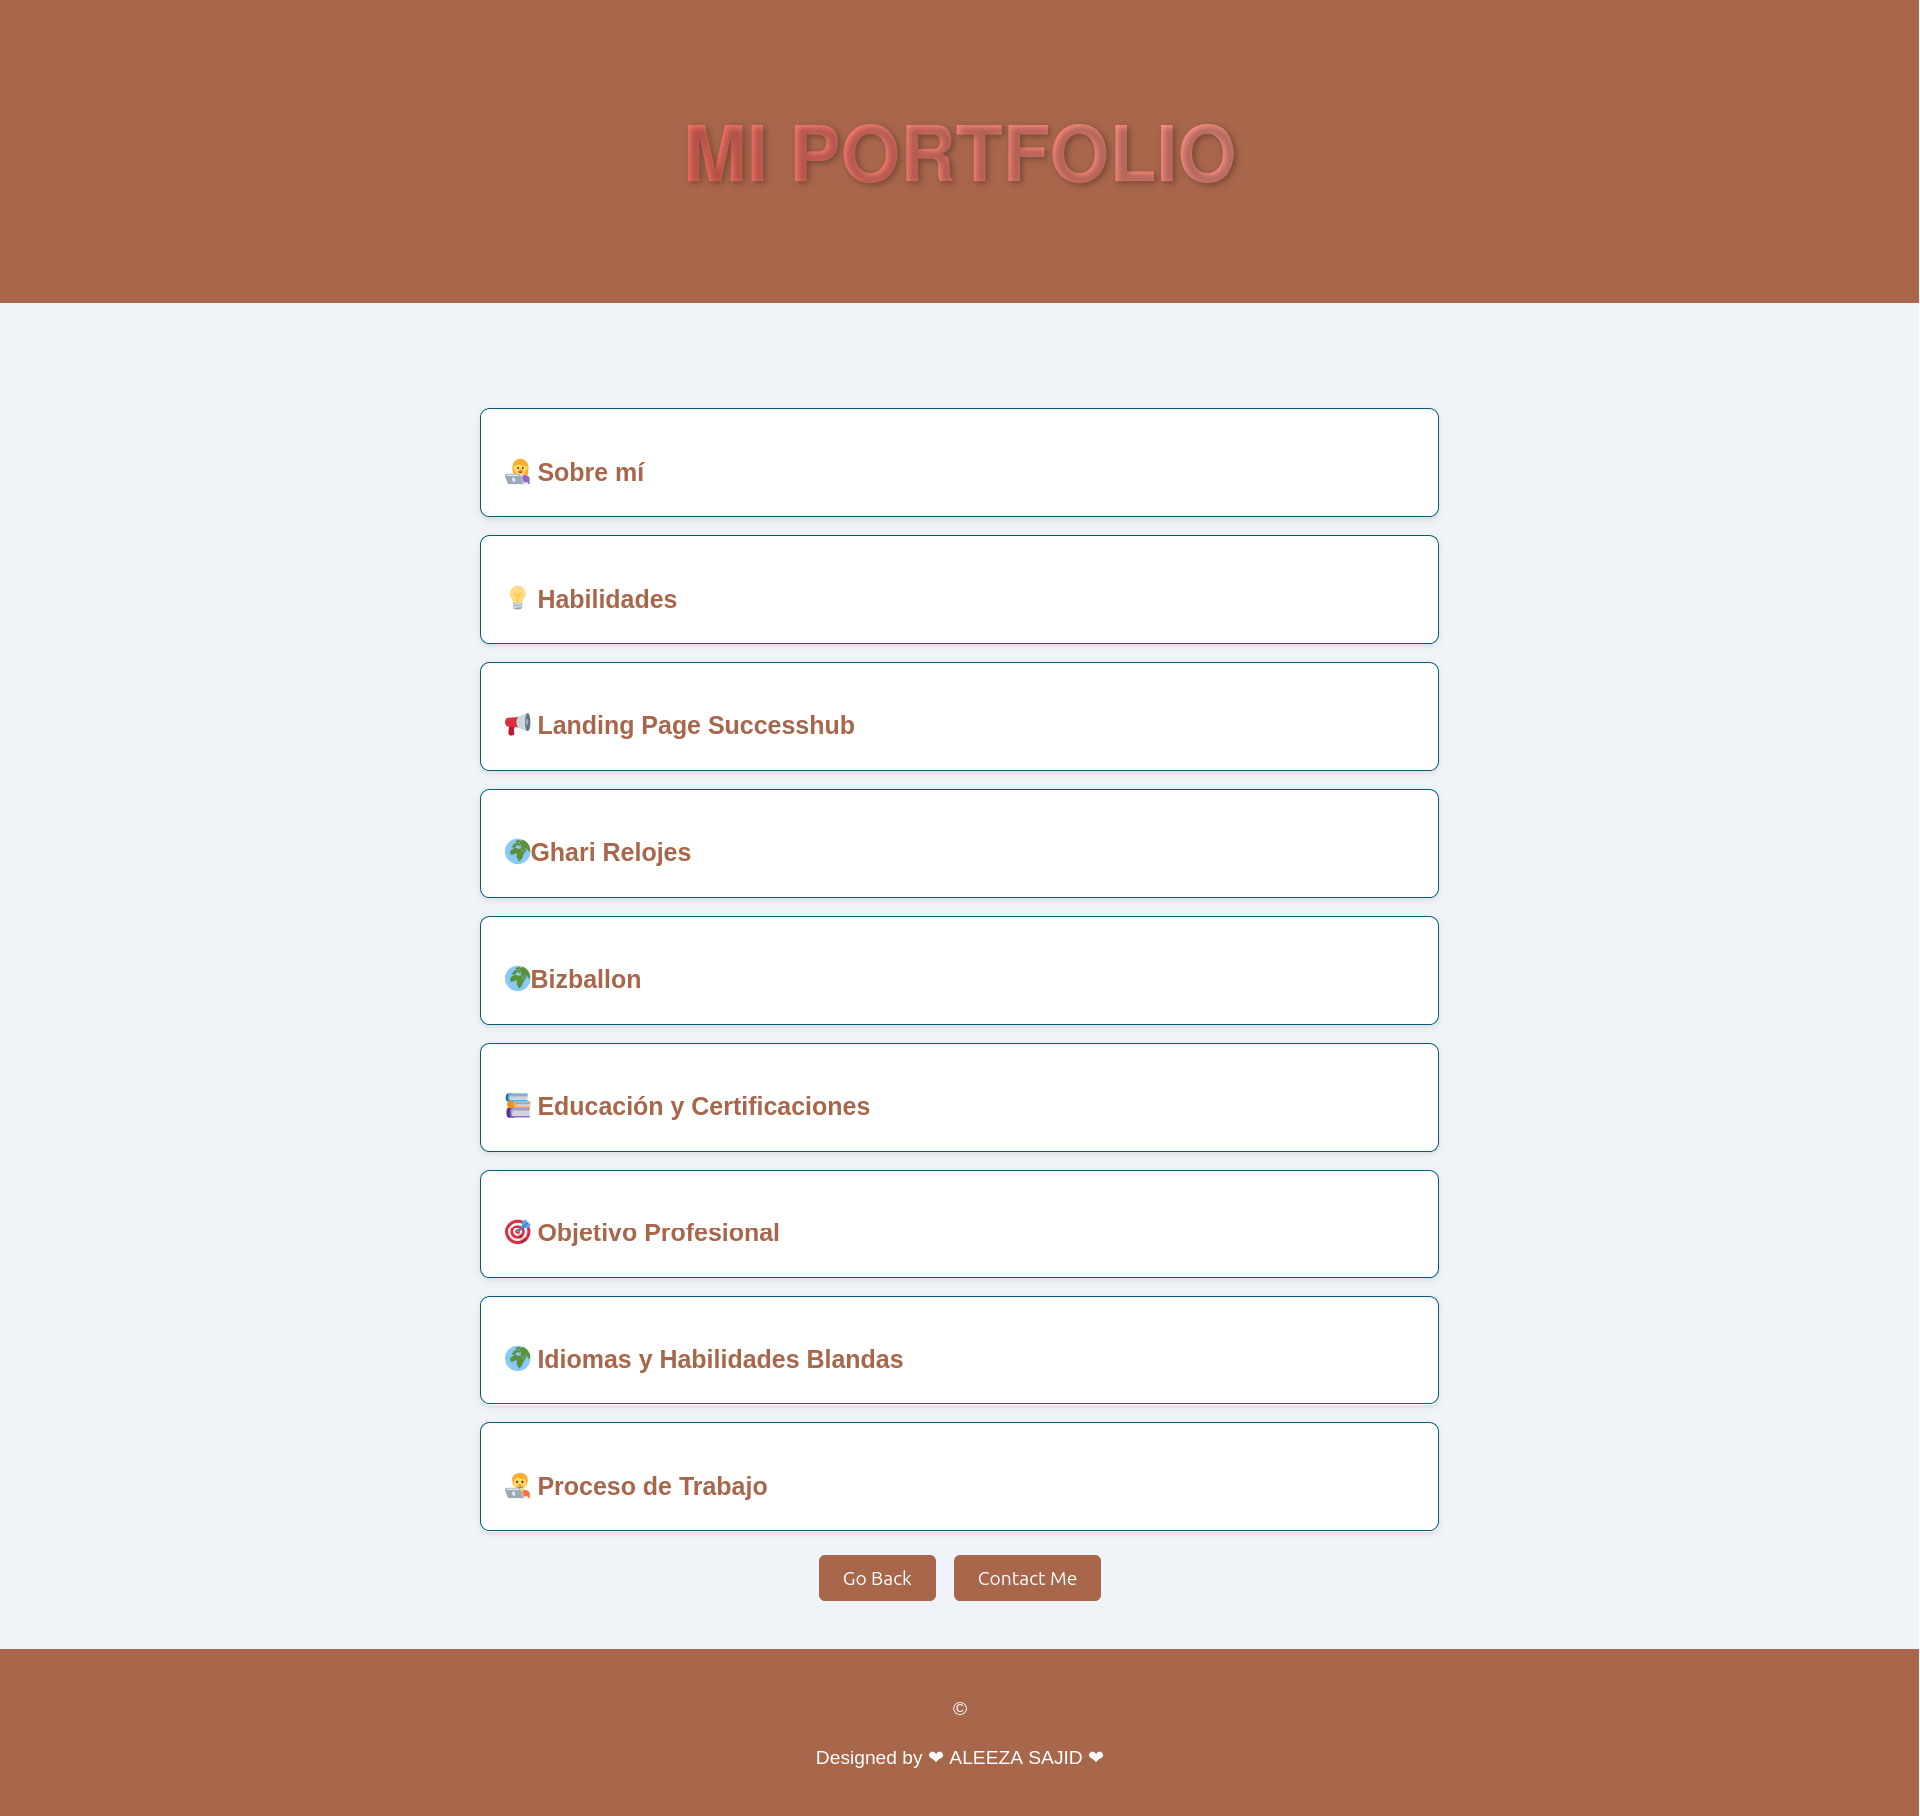 MI PORTFOLIO
👩‍💻 Sobre mí
💡 Habilidades
📢 Landing Page Successhub
🌍Ghari Relojes
🌍Bizballon
📚 Educación y Certificaciones
🎯 Objetivo Profesional
🌍 Idiomas y Habilidades Blandas
🧑‍💻 Proceso de Trabajo
Go Back
Contact Me
©
Designed by ❤ ALEEZA SAJID ❤